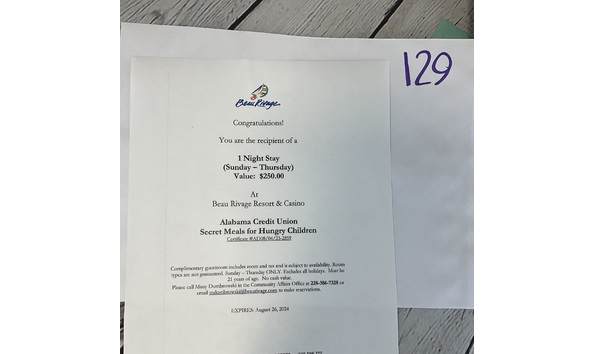 129
Beau Rivage
Congratulations!
You are the recipient of a
1 Night Stay
(Sunday – Thursday)
Value: $250.00
At
Beau Rivage Resort & Casino
Alabama Credit Union
Secret Meals for Hungry Children
Complimentary guestroom includes room and tax and is subject to availability. Room
types are not guaranteed. Sunday – Thursday ONLY. Excludes all holidays. Must be
21 years of age. No cash value.
Please call Missy Dombrowski in the Community Affairs Office at 228-386-7328 or
email to make reservations.
EXPIRES: August 26, 2024